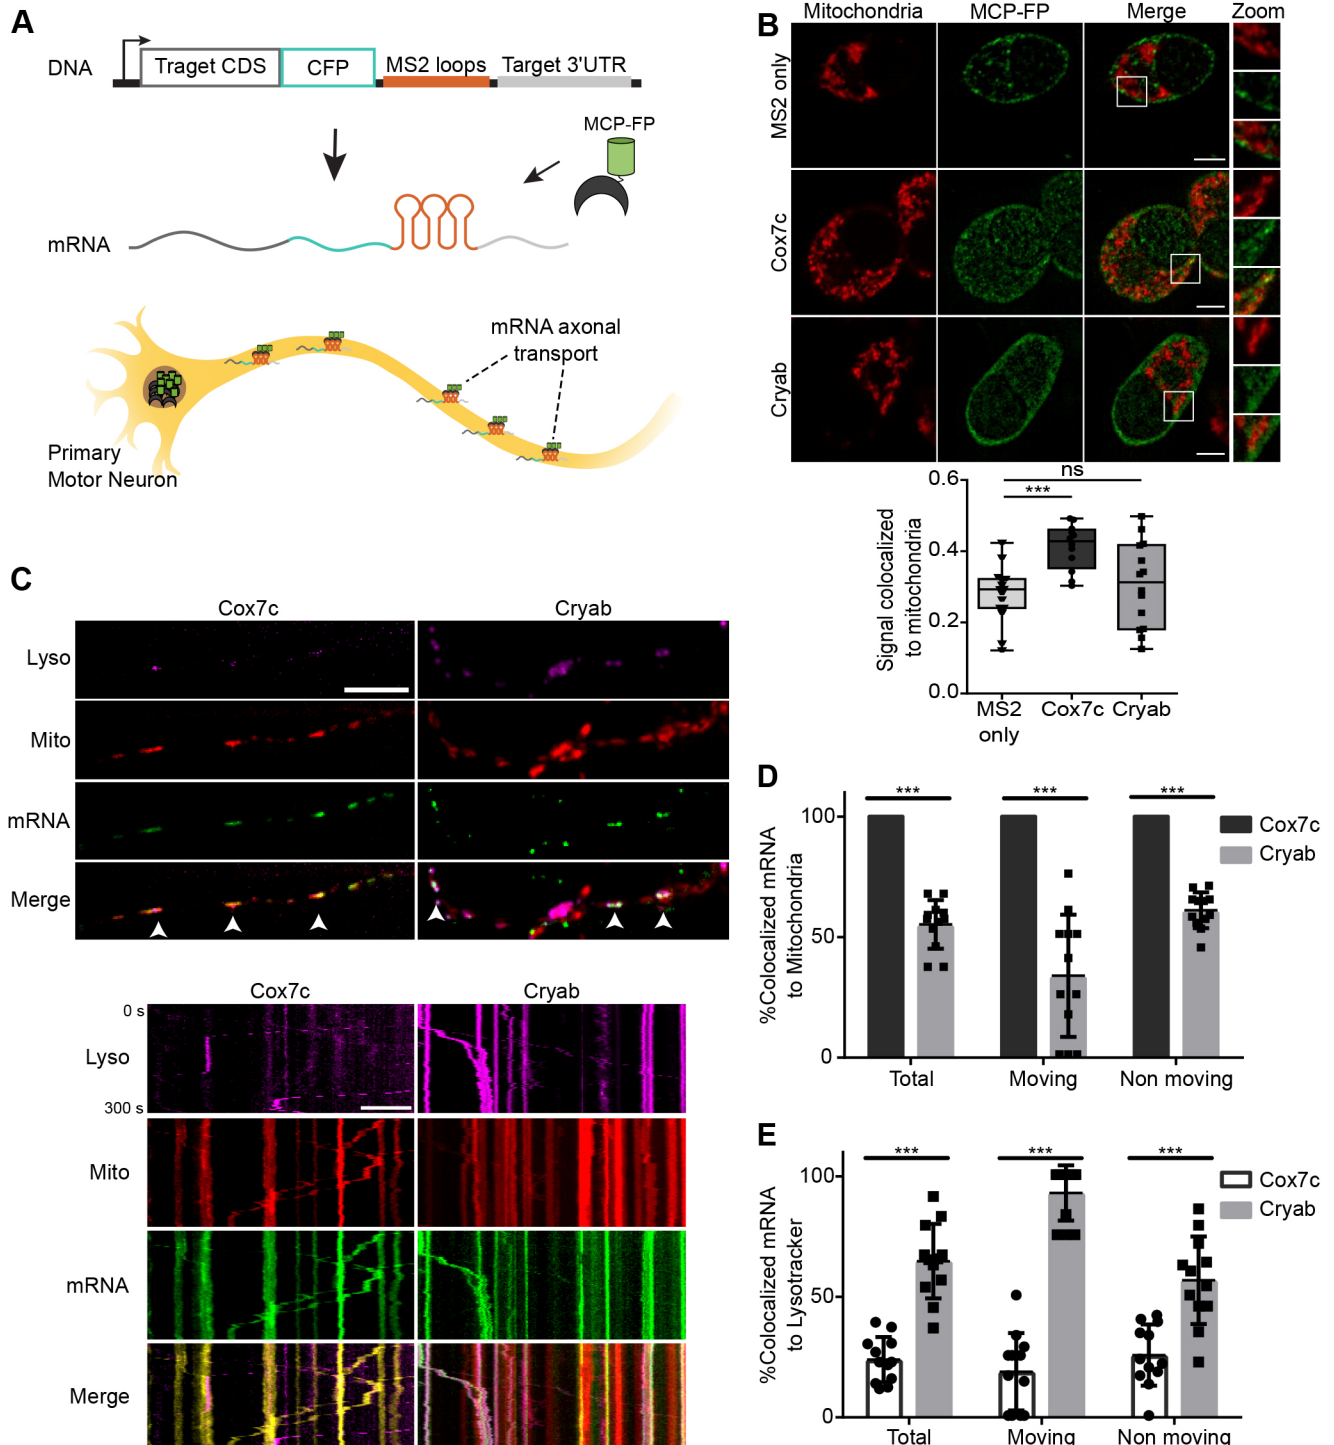 A
DNA
Traget CDS
CFP
MS2 loops
Target 3'UTR
MCP-FP
mRNA
mRNA axonal
transport
Primary
Motor Neuron
B
Mitochondria
MCP-FP
Merge
Zoom
MS2 only
Cox7c
Cryab
Signal colocalized
to mitochondria
0.6
0.4
0.2
0.0
ns
***
MS2
only
Cox7c
Cryab
C
Cox7c
Cryab
Lyso
Mito
mRNA
Merge
Cox7c
Cryab
0 s
Lyso
300 s
Mito
mRNA
Merge
D
%Colocalized mRNA
to Mitochondria
100
50
0
***
***
***
Cox7c
Cryab
Total
Moving
Non moving
E
%Colocalized mRNA
to Lysotracker
100
50
0
***
***
***
Cox7c
Cryab
Total
Moving
Non moving